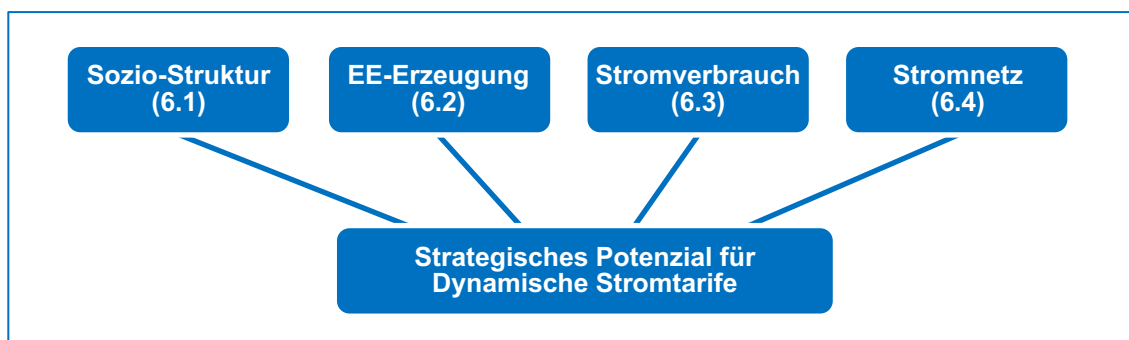 Sozio-Struktur
(6.1)
EE-Erzeugung
(6.2)
Stromverbrauch
(6.3)
Stromnetz
(6.4)
Strategisches Potenzial für
Dynamische Stromtarife